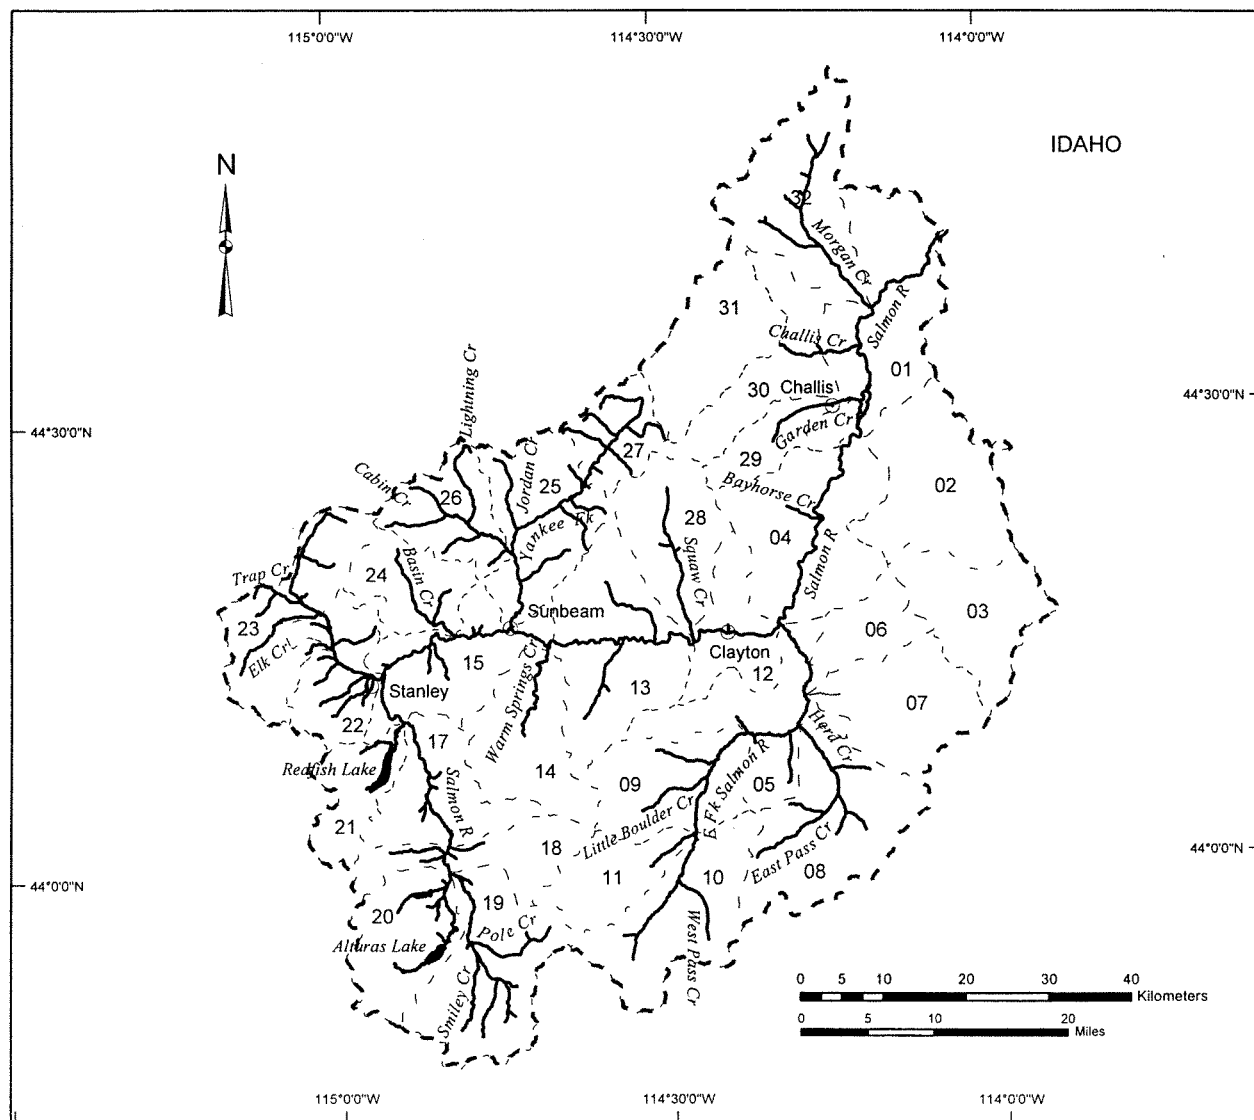 115°0'0"W
114°30'0"W
114°0'0"W
IDAHO
N
32
Morgan Cr
31
Salmon R
Challis Cr
01
Lightning Cr
30
Challis
44°30'0"N
44°30'0"N
Garden Cr
Jordan Cr
27
29
Cabin Cr
26
25
Bayhorse Cr
02
Yankee Fk
28
04
Basin Cr
Squaw Cr
Salmon R
24
Trap Cr
Sunbeam
03
23
06
Elk Cr
15
Clayton
12
Warm Springs Cr
13
Stanley
07
22
17
Herd Cr
Redfish Lake
14
09
05
E Fk Salmon R
Salmon R
Little Boulder Cr
21
18
East Pass Cr
11
10
08
44°0'0"N
44°0'0"N
20
19
Pole Cr
Alturas Lake
West Pass Cr
Smiley Cr
0 5 10 20 30 40
Kilometers
0 5 10 20
Miles
115°0'0"W
114°30'0"W
114°0'0"W